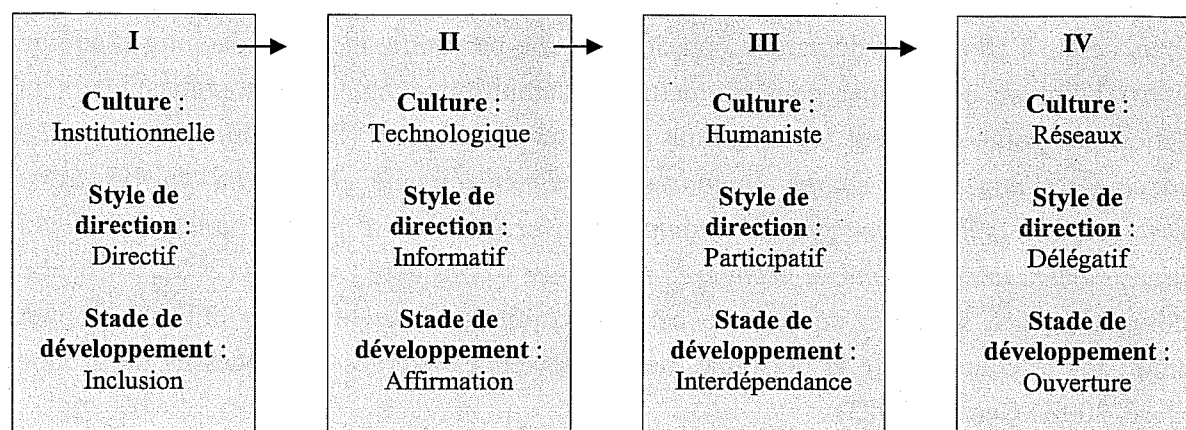 I
Culture :
Institutionnelle
Style de
direction :
Directif
Stade de
développement :
Inclusion
II
Culture :
Technologique
Style de
direction :
Informatif
Stade de
développement :
Affirmation
III
Culture :
Humaniste
Style de
direction :
Participatif
Stade de
développement :
Interdépendance
IV
Culture :
Réseaux
Style de
direction :
Délégatif
Stade de
développement :
Ouverture